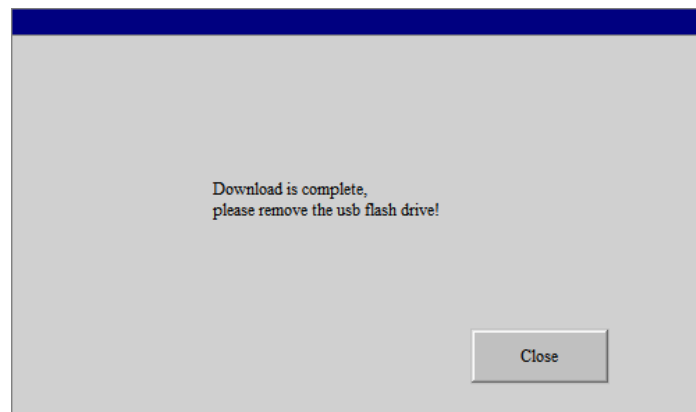 Download is complete,
please remove the usb flash drive!
Close